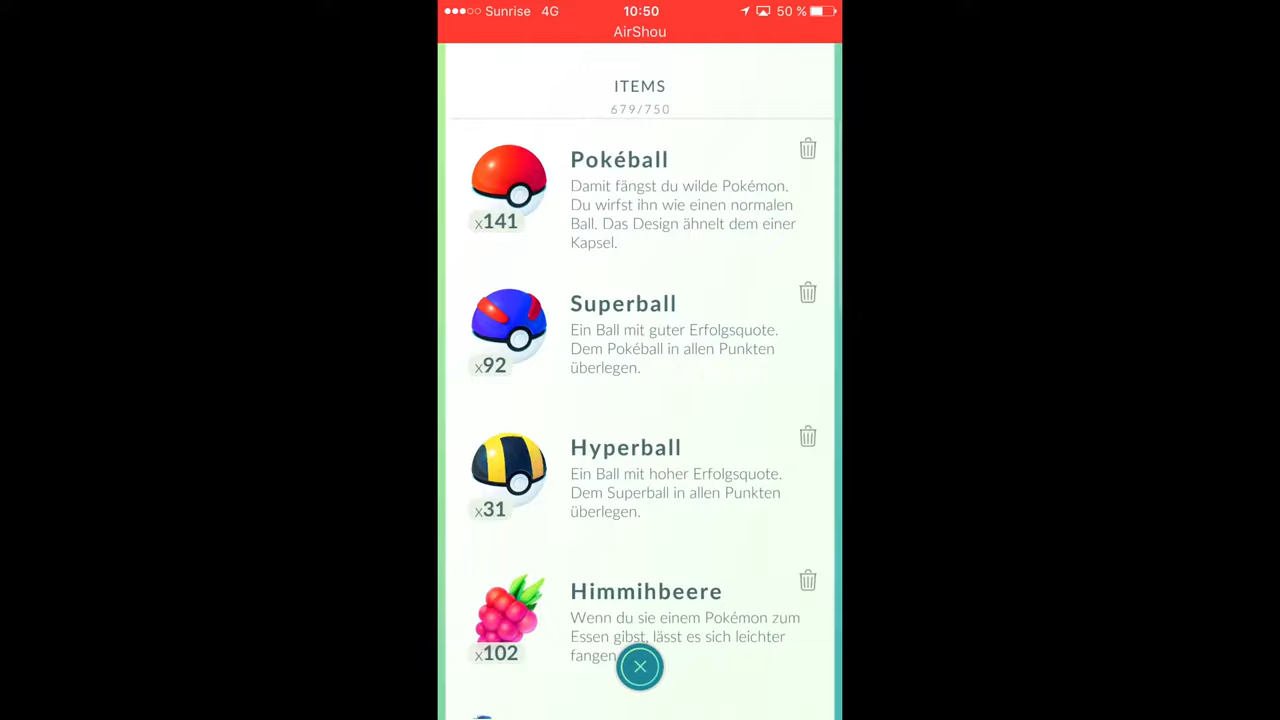 Sunrise 4G 10:50 50 %
AirShou
ITEMS
679/750
Pokéball
Damit fängst du wilde Pokémon.
Du wirfst ihn wie einen normalen
Ball. Das Design ähnelt dem einer
Kapsel.
x141
Superball
Ein Ball mit guter Erfolgsquote.
Dem Pokéball in allen Punkten
überlegen.
x92
Hyperball
Ein Ball mit hoher Erfolgsquote.
Dem Superball in allen Punkten
überlegen.
x31
Himmihbeere
Wenn du sie einem Pokémon zum
Essen gibst, lässt es sich leichter
fangen
x102